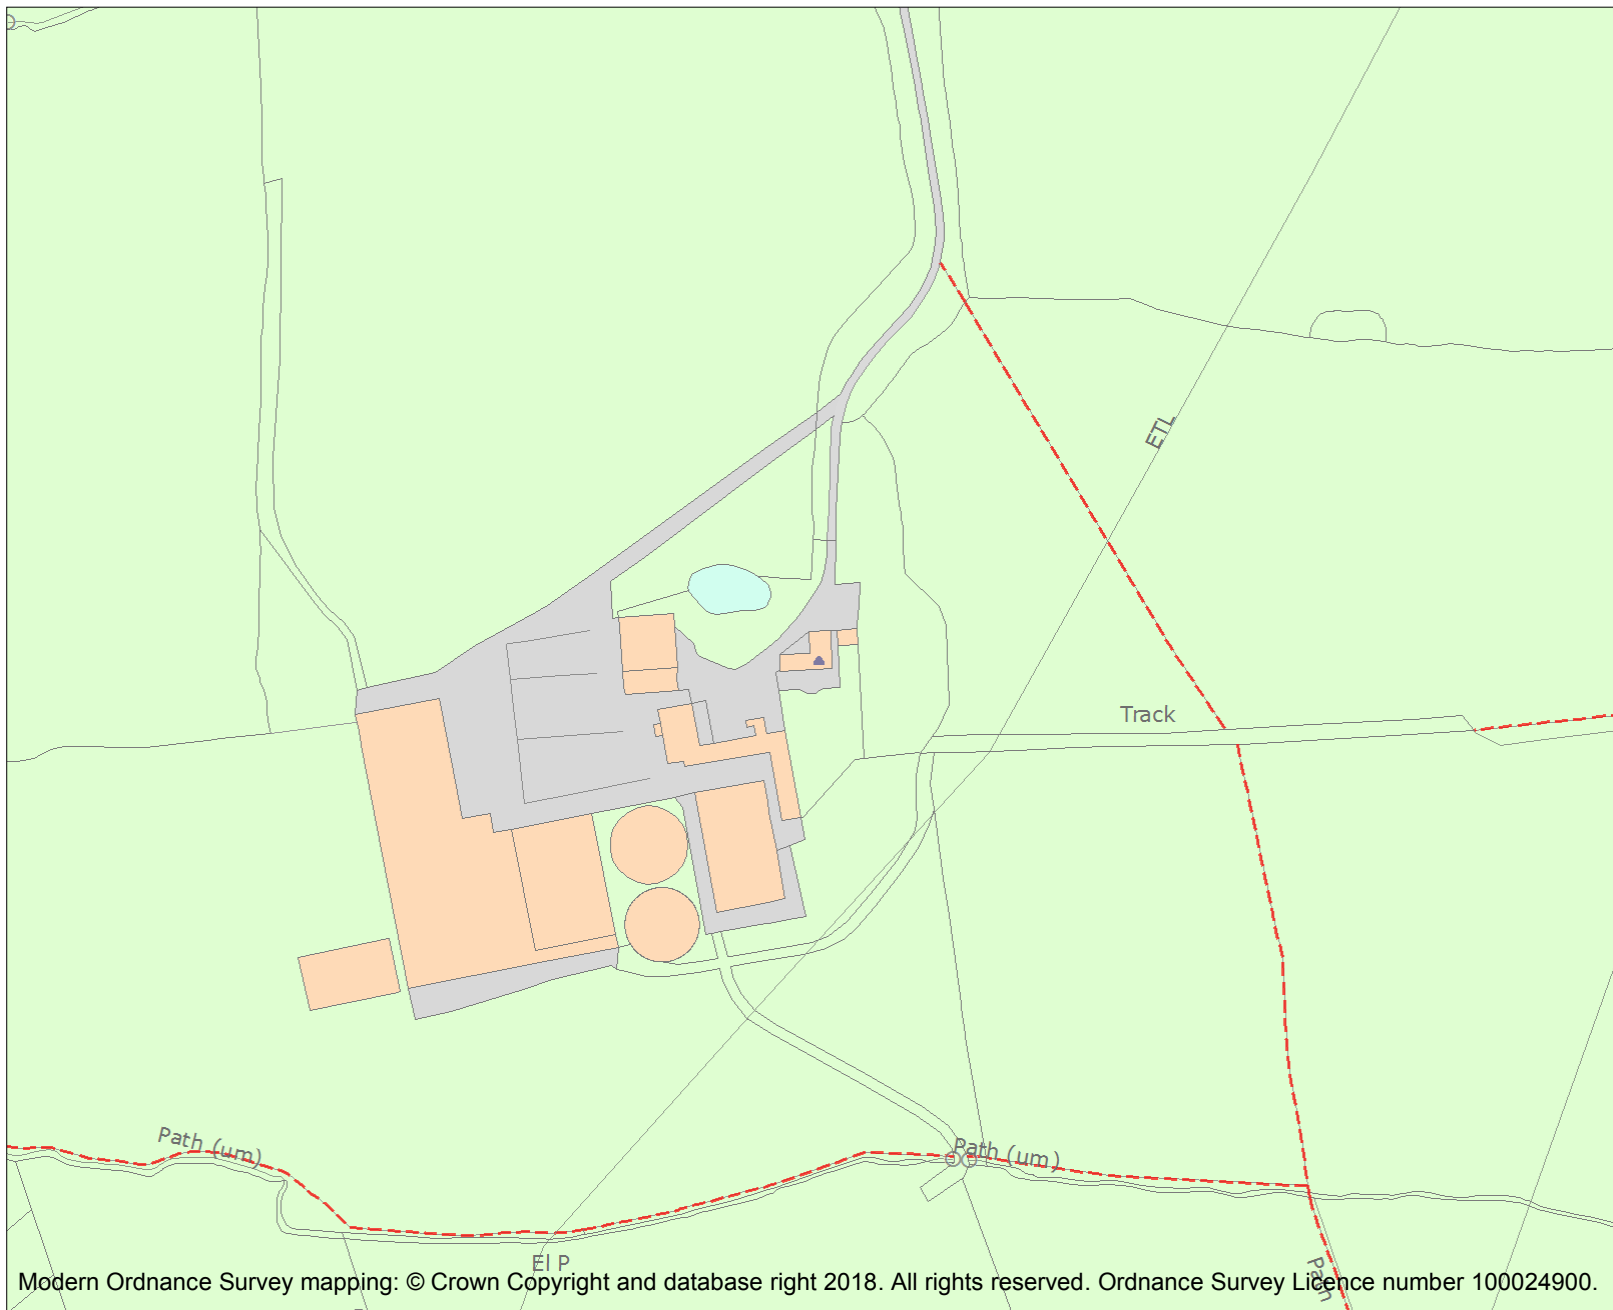 ETL
Track
Path (um)
Path (um)
El P
Path
Modern Ordnance Survey mapping: © Crown Copyright and database right 2018. All rights reserved. Ordnance Survey Licence number 100024900.